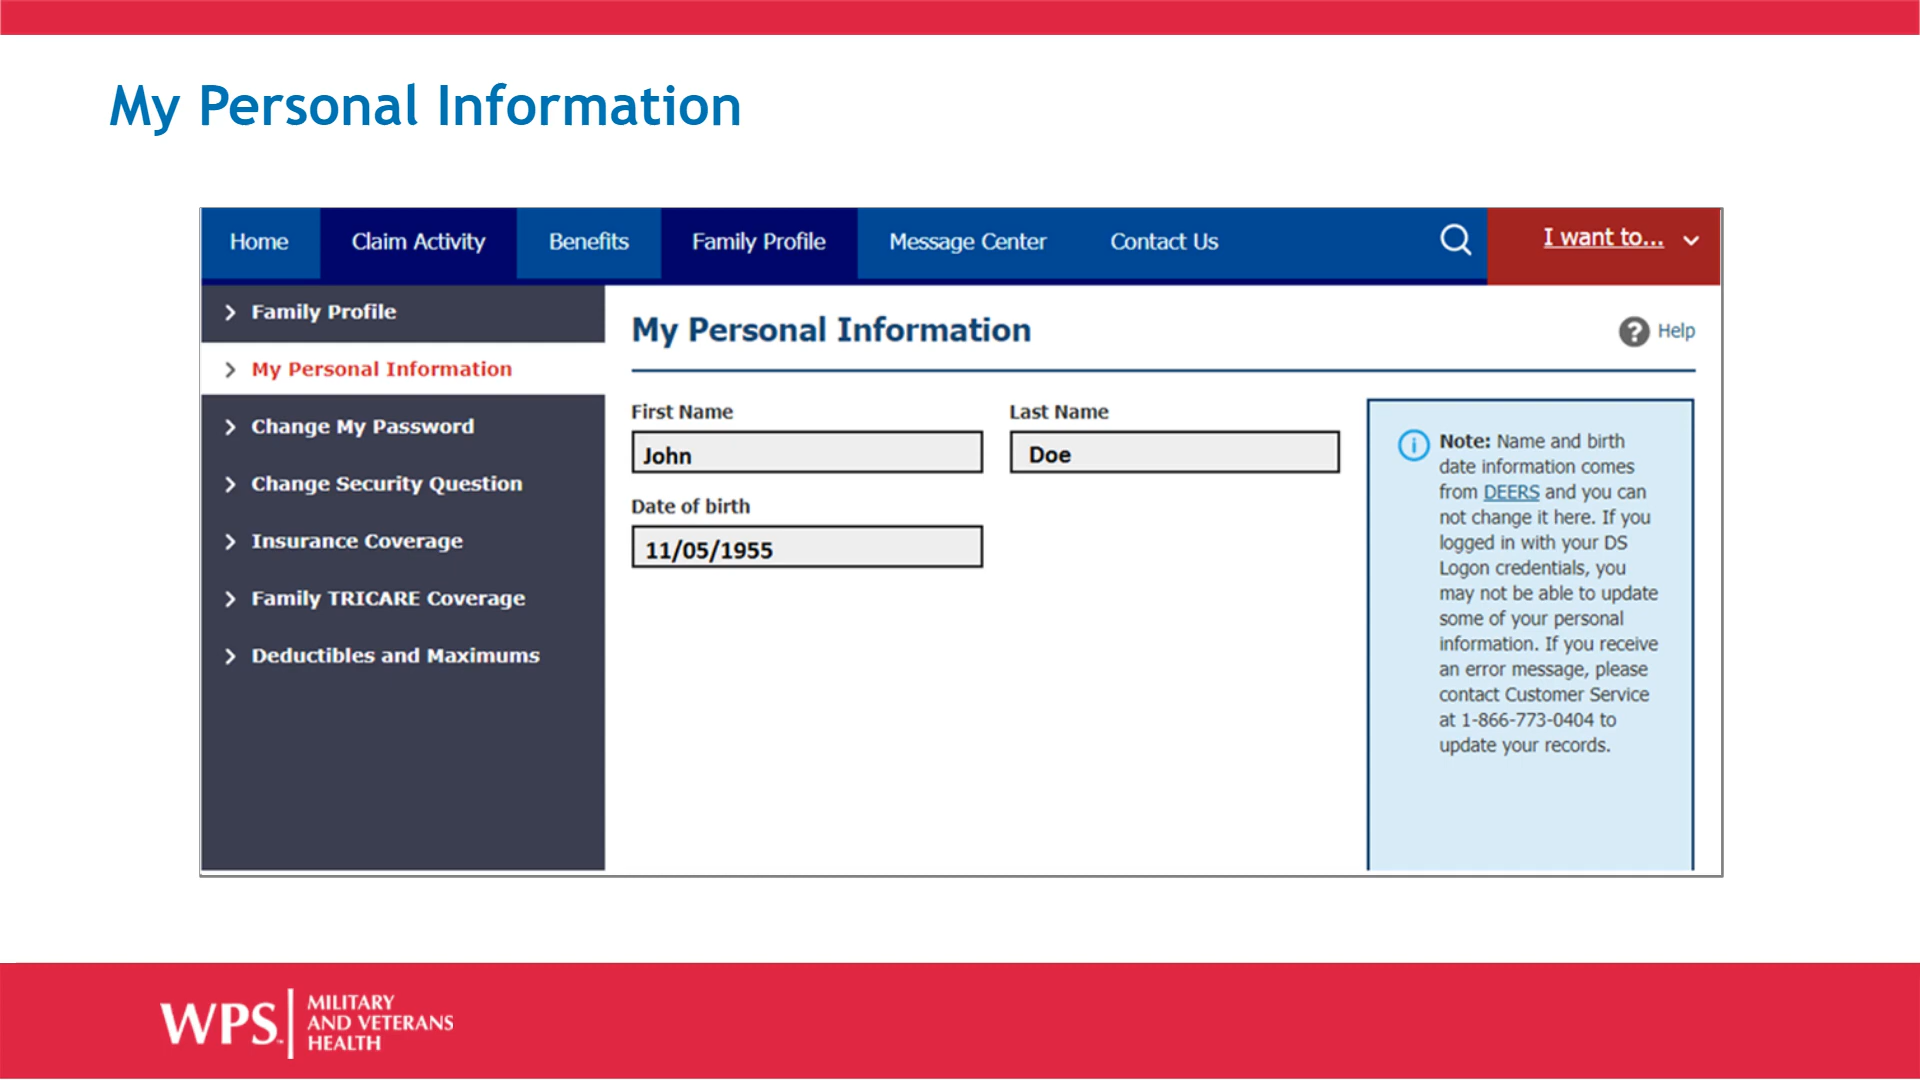 My Personal Information
Home Claim Activity Benefits Family Profile Message Center Contact Us I want to...
Family Profile
My Personal Information
Change My Password
Change Security Question
Insurance Coverage
Family TRICARE Coverage
Deductibles and Maximums
My Personal Information
Help
First Name Last Name
John Doe
Date of birth
11/05/1955
Note: Name and birth
date information comes
from DEERS and you can
not change it here. If you
logged in with your DS
Logon credentials, you
may not be able to update
some of your personal
information. If you receive
an error message, please
contact Customer Service
at 1-866-773-0404 to
update your records.
WPS
MILITARY
AND VETERANS
HEALTH